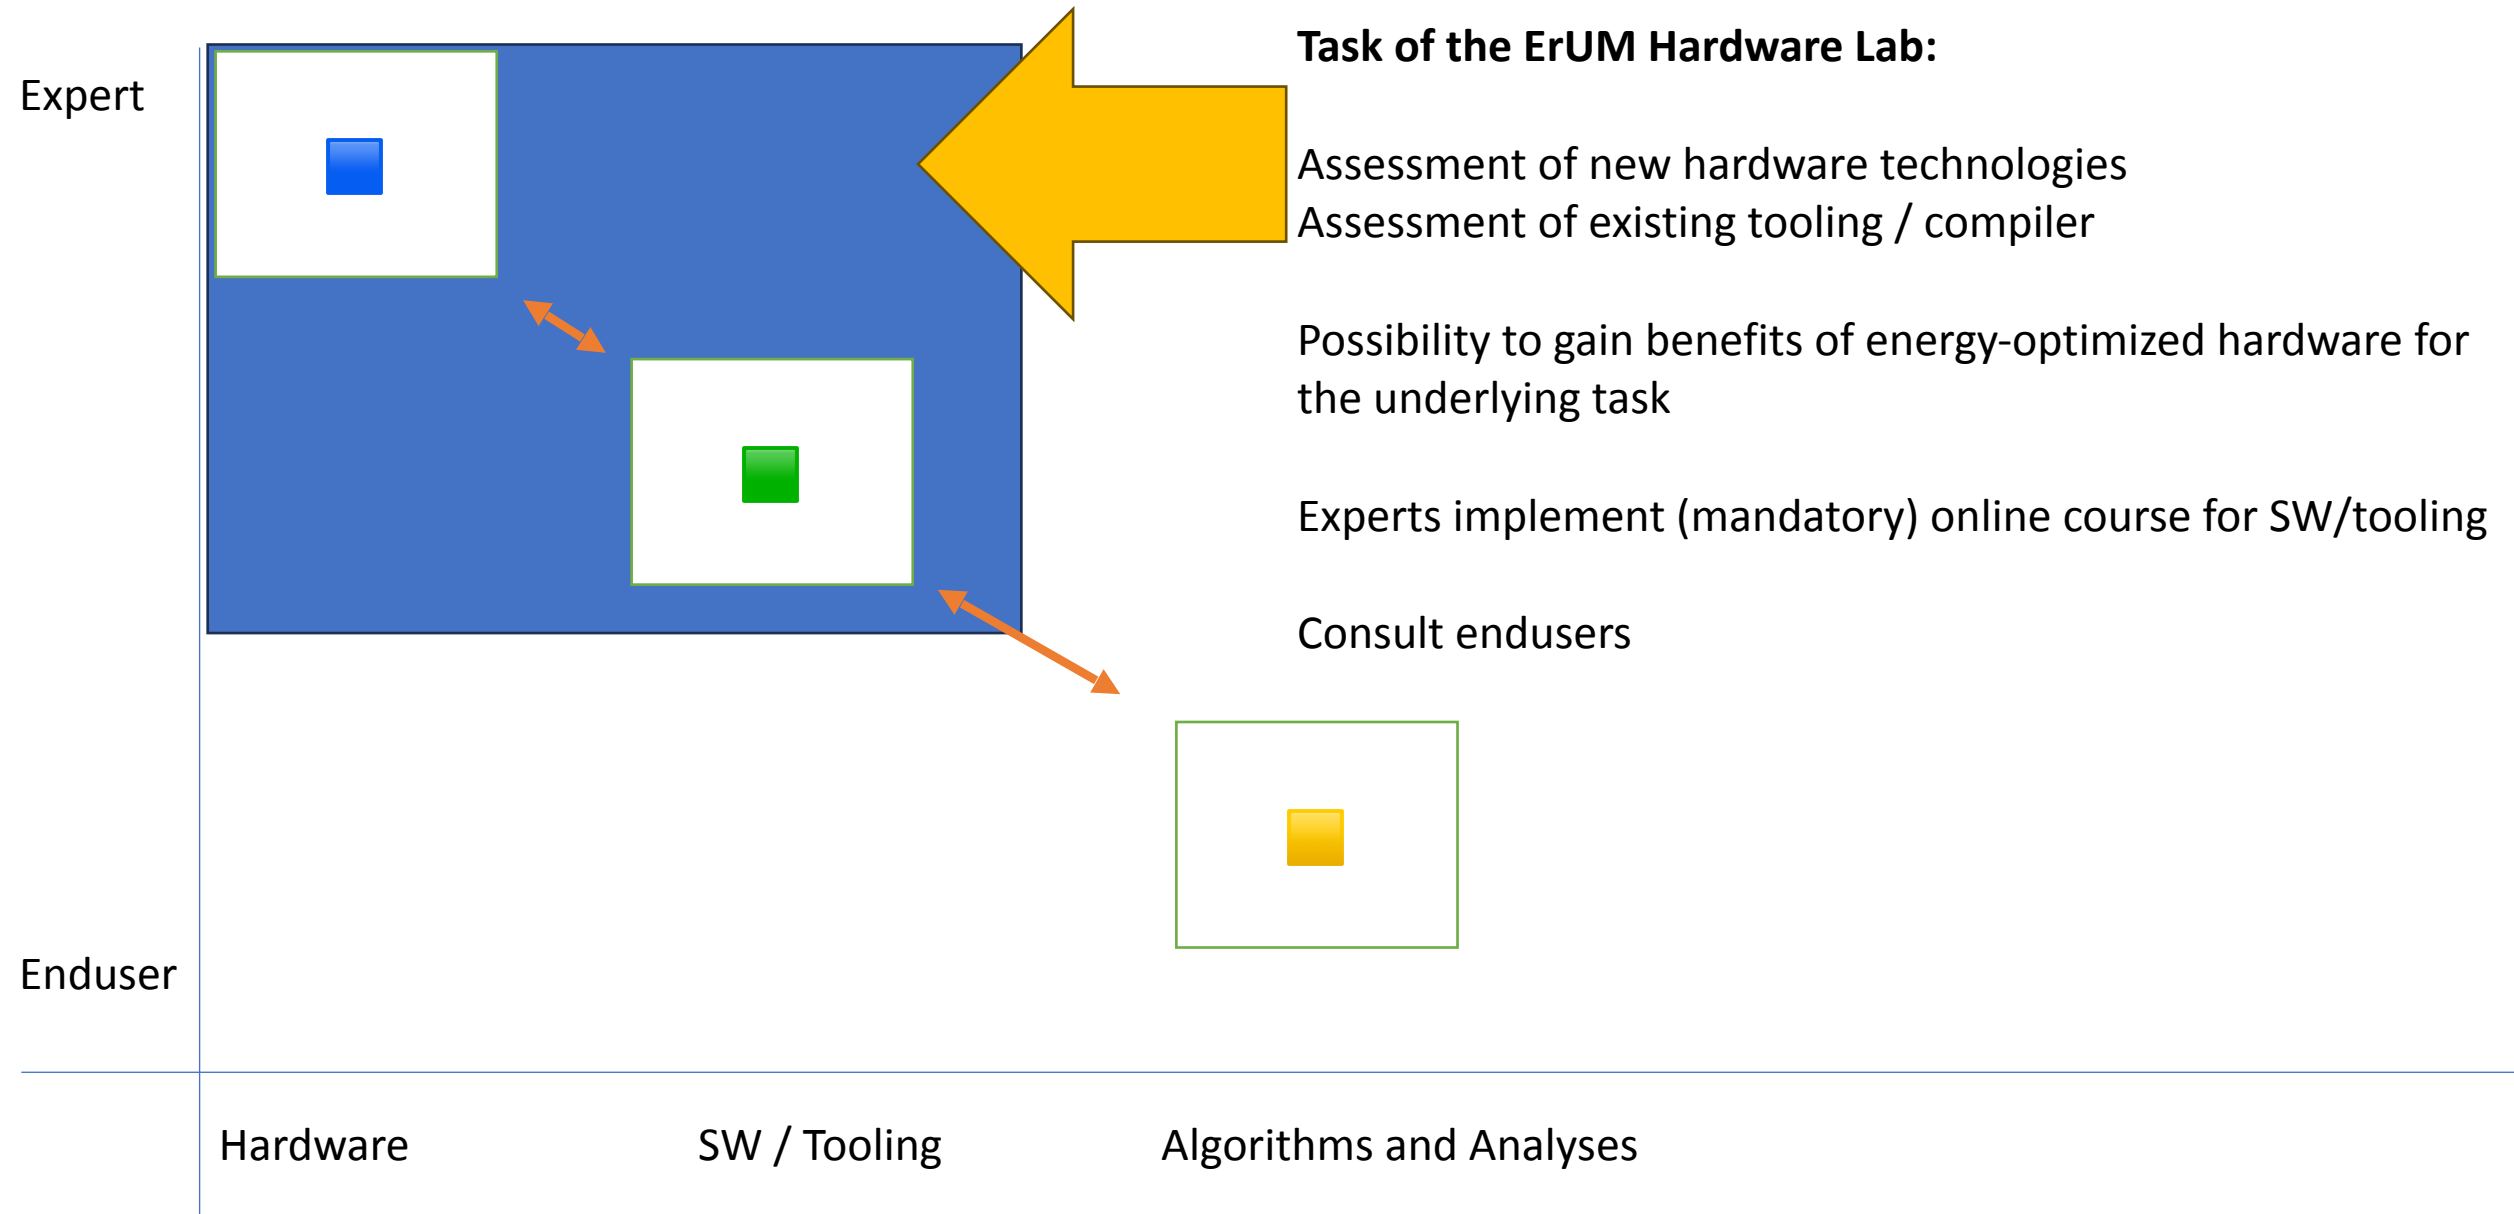 Task of the ErUM Hardware Lab:
Expert
Assessment of new hardware technologies
Assessment of existing tooling / compiler
Possibility to gain benefits of energy-optimized hardware for
the underlying task
Experts implement (mandatory) online course for SW/tooling
Consult endusers
Enduser
Hardware
SW / Tooling
Algorithms and Analyses